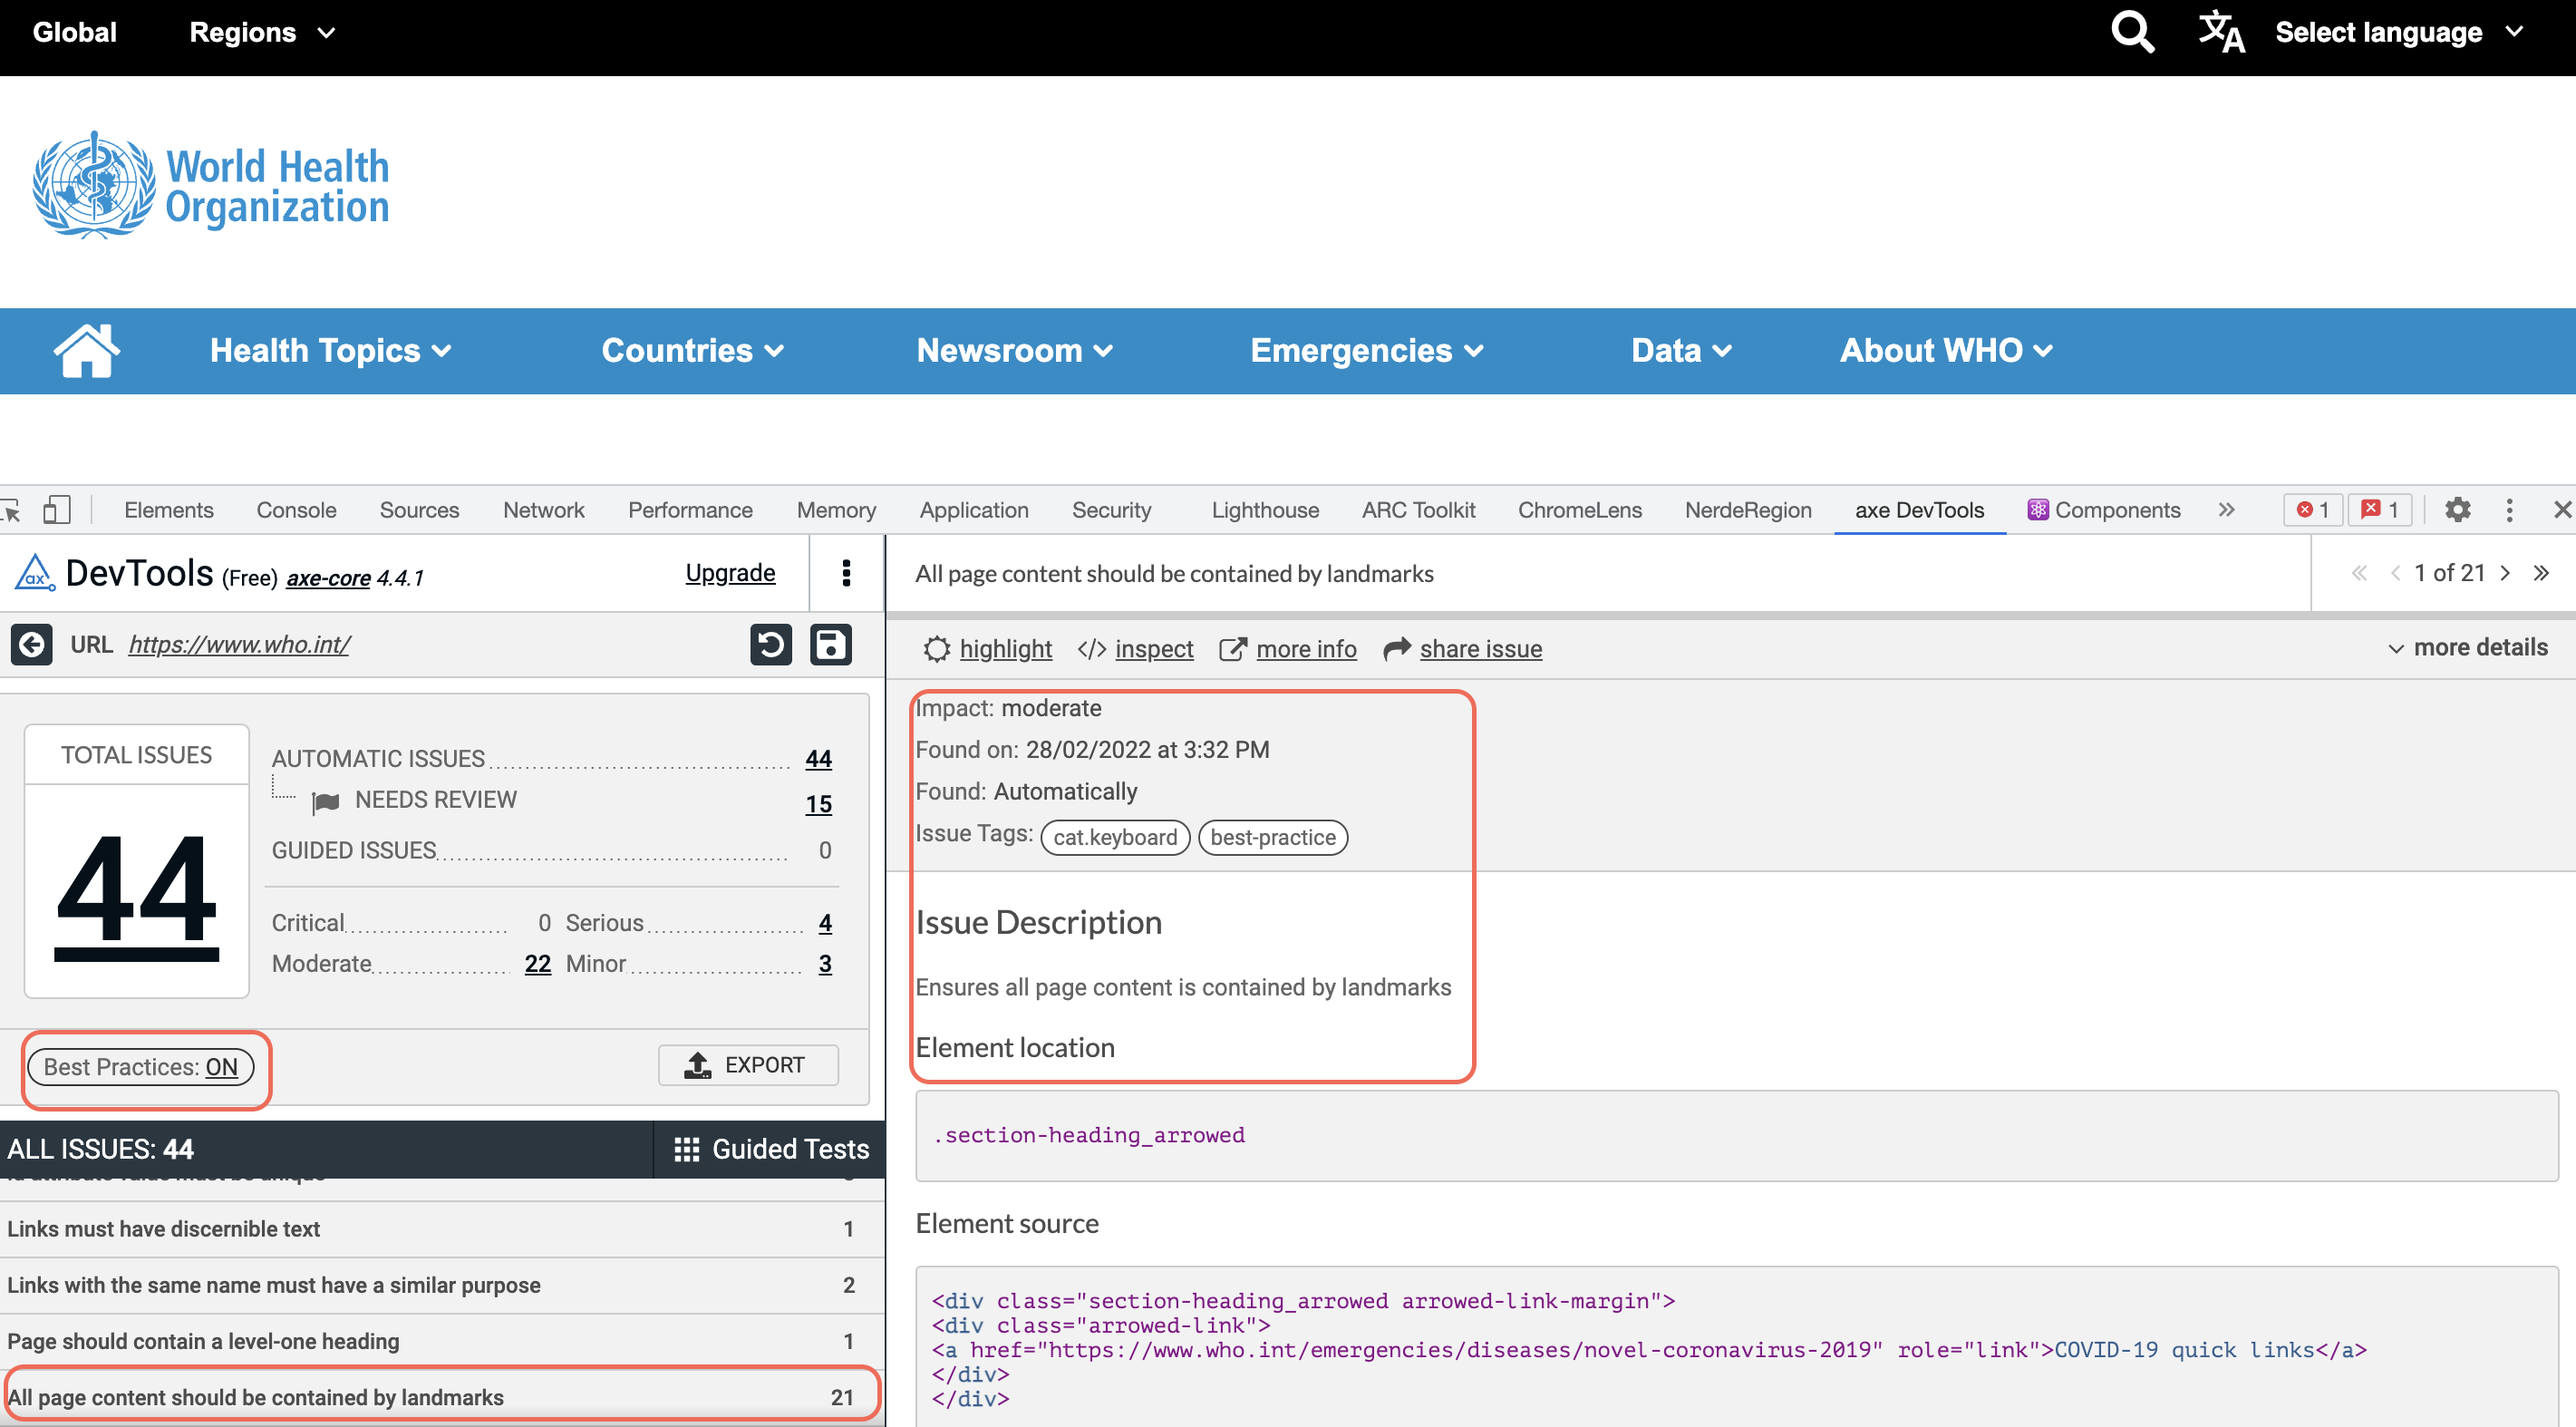 Global Regions Select language
World Health
Organization
Health Topics Countries Newsroom Emergencies Data About WHO
Elements Console Sources Network Performance Memory Application Security Lighthouse ARC Toolkit ChromeLens NerdeRegion axe DevTools Components » 1 1
ax DevTools (Free) axe-core 4.4.1 Upgrade
All page content should be contained by landmarks
1 of 21
URL https://www.who.int/
highlight </> inspect more info share issue more details
TOTAL ISSUES
44
AUTOMATIC ISSUES 44
NEEDS REVIEW 15
GUIDED ISSUES 0
Critical 0 Serious 4
Moderate 22 Minor 3
Best Practices: ON EXPORT
ALL ISSUES: 44 Guided Tests
Links must have discernible text 1
Links with the same name must have a similar purpose 2
Page should contain a level-one heading 1
All page content should be contained by landmarks 21
Impact: moderate
Found on: 28/02/2022 at 3:32 PM
Found: Automatically
Issue Tags: cat.keyboard best-practice
Issue Description
Ensures all page content is contained by landmarks
Element location
.section-heading_arrowed
Element source
<div class="section-heading_arrowed arrowed-link-margin">
<div class="arrowed-link">
<a href="https://www.who.int/emergencies/diseases/novel-coronavirus-2019" role="link">COVID-19 quick links</a>
</div>
</div>